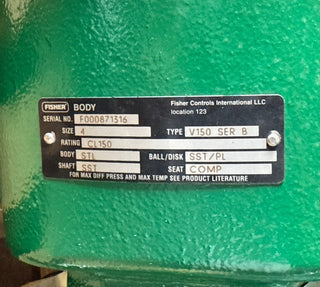 FISHER BODY Fisher Controls International LLC
SERIAL NO. F000871316 location 123
SIZE 4 TYPE V150 SER B
RATING CL150
BODY STL BALL/DISK SST/PL
SHAFT SST SEAT COMP
FOR MAX DIFF PRESS AND MAX TEMP SEE PRODUCT LITERATURE